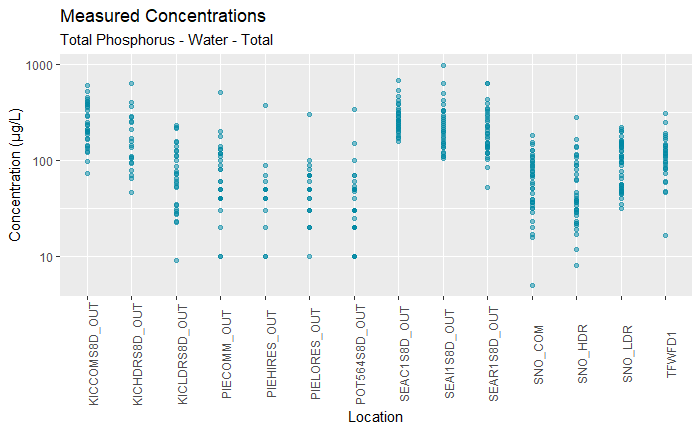 Measured Concentrations
Total Phosphorus - Water - Total
Concentration (µg/L)
1000
100
10
KICCOMS8D_OUT
KICHDRS8D_OUT
KICLDRS8D_OUT
PIECOMM_OUT
PIEHIRES_OUT
PIELORES_OUT
POT564S8D_OUT
SEAC1S8D_OUT
SEAI1S8D_OUT
SEAR1S8D_OUT
SNO_COM
SNO_HDR
SNO_LDR
TFWFD1
Location